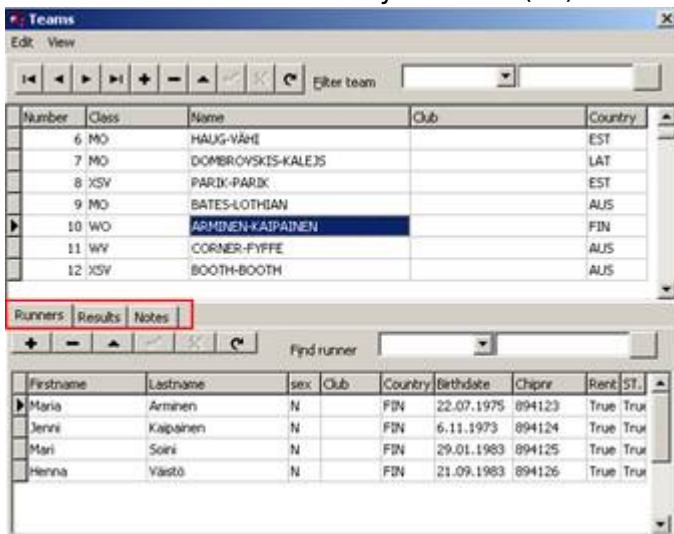 Teams
Edit View
Filter team
Number Class Name Club Country
6 MO HAUG-VÄHI EST
7 MO DOMBROVSKIS-KALEJS LAT
8 XSV PARIK-PARIK EST
9 MO BATES-LOTHIAN AUS
10 WO ARMINEN-KAIPAINEN FIN
11 WV CORNER-FYFFE AUS
12 XSV BOOTH-BOOTH AUS
Runners Results Notes
Find runner
Firstname Lastname sex Club Country Birthdate Chipnr Rent ST.
Maria Arminen N FIN 22.07.1975 894123 True True
Jenni Kaipainen N FIN 6.11.1973 894124 True True
Mari Soini N FIN 29.01.1983 894125 True True
Henna Väistö N FIN 21.09.1983 894126 True True